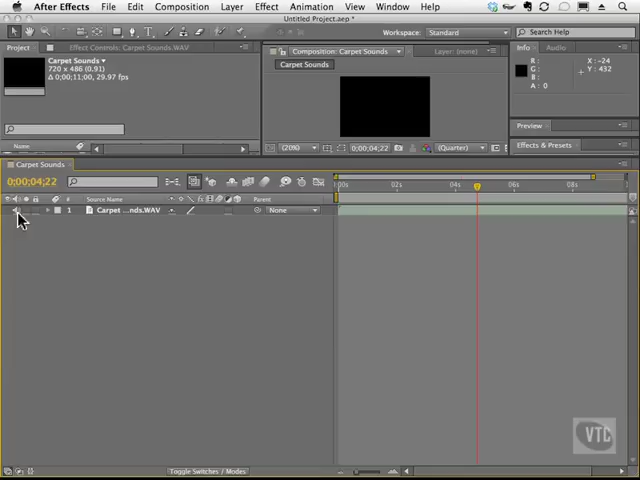 After Effects File Edit Composition Layer Effect Animation View Window
Untitled Project.aep *
Workspace: Standard Search Help
Project Effect Controls: Carpet Sounds.WAV
Composition: Carpet Sounds Layer: (none)
Info Audio
Carpet Sounds
720 x 486 (0.91)
Δ 0;00;11;00, 29.97 fps
Carpet Sounds
R :
G :
B :
A : 0
X : -24
Y : 432
Preview
Effects & Presets
Name
(20%) 0;00;04;22 (Quarter)
Carpet Sounds
0;00;04;22
:00s 02s 04s 06s 08s
# Source Name Parent
1 Carpet ...nds.WAV None
VTC
Toggle Switches / Modes